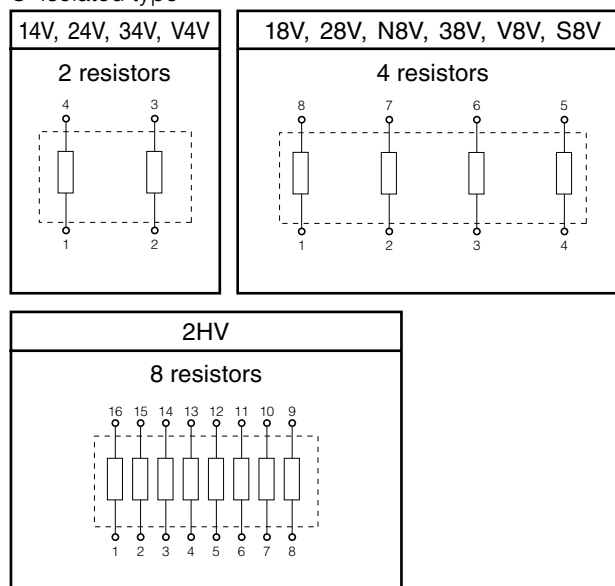 14V, 24V, 34V, V4V
2 resistors
4 3
1 2
18V, 28V, N8V, 38V, V8V, S8V
4 resistors
8 7 6 5
1 2 3 4
2HV
8 resistors
16 15 14 13 12 11 10 9
1 2 3 4 5 6 7 8